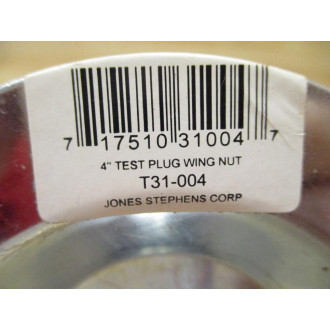 7 17510 31004 7
4" TEST PLUG WING NUT
T31-004
JONES STEPHENS CORP